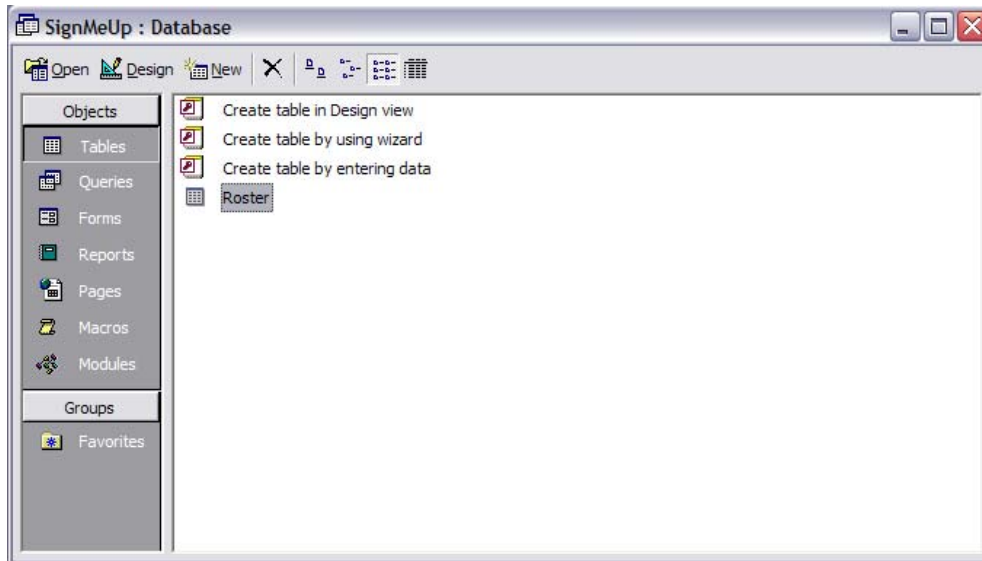 SignMeUp : Database
Open Design New
Objects
Tables
Queries
Forms
Reports
Pages
Macros
Modules
Groups
Favorites
Create table in Design view
Create table by using wizard
Create table by entering data
Roster